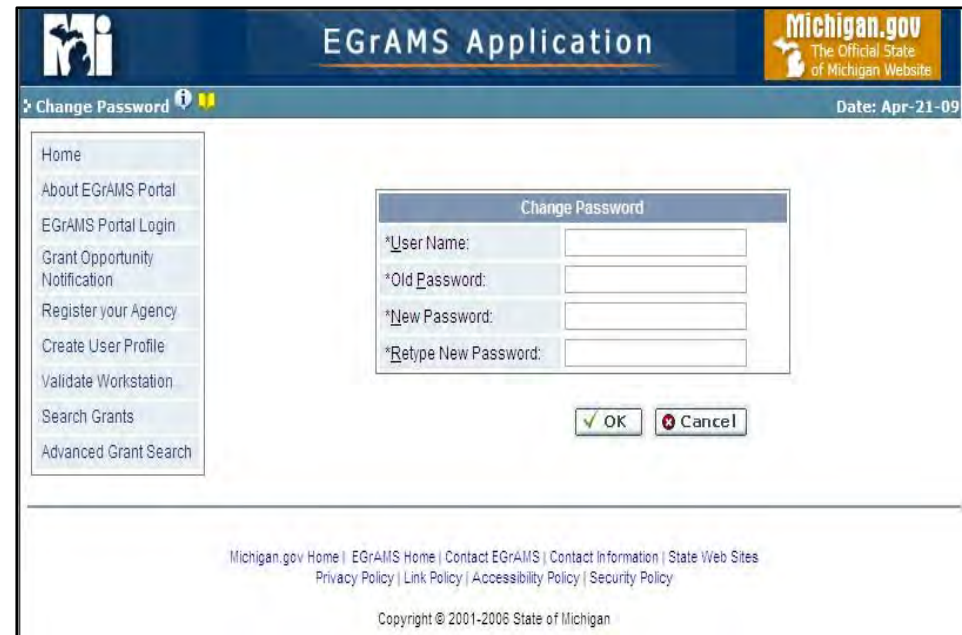 Mi
EGrAMS Application
Michigan.gov
The Official State
of Michigan Website
Change Password
Date: Apr-21-09
Home
About EGrAMS Portal
EGrAMS Portal Login
Grant Opportunity
Notification
Register your Agency
Create User Profile
Validate Workstation
Search Grants
Advanced Grant Search
Change Password
*User Name:
*Old Password:
*New Password:
*Retype New Password:
OK
Cancel
Michigan.gov Home | EGrAMS Home | Contact EGrAMS | Contact Information | State Web Sites
Privacy Policy | Link Policy | Accessibility Policy | Security Policy
Copyright © 2001-2006 State of Michigan